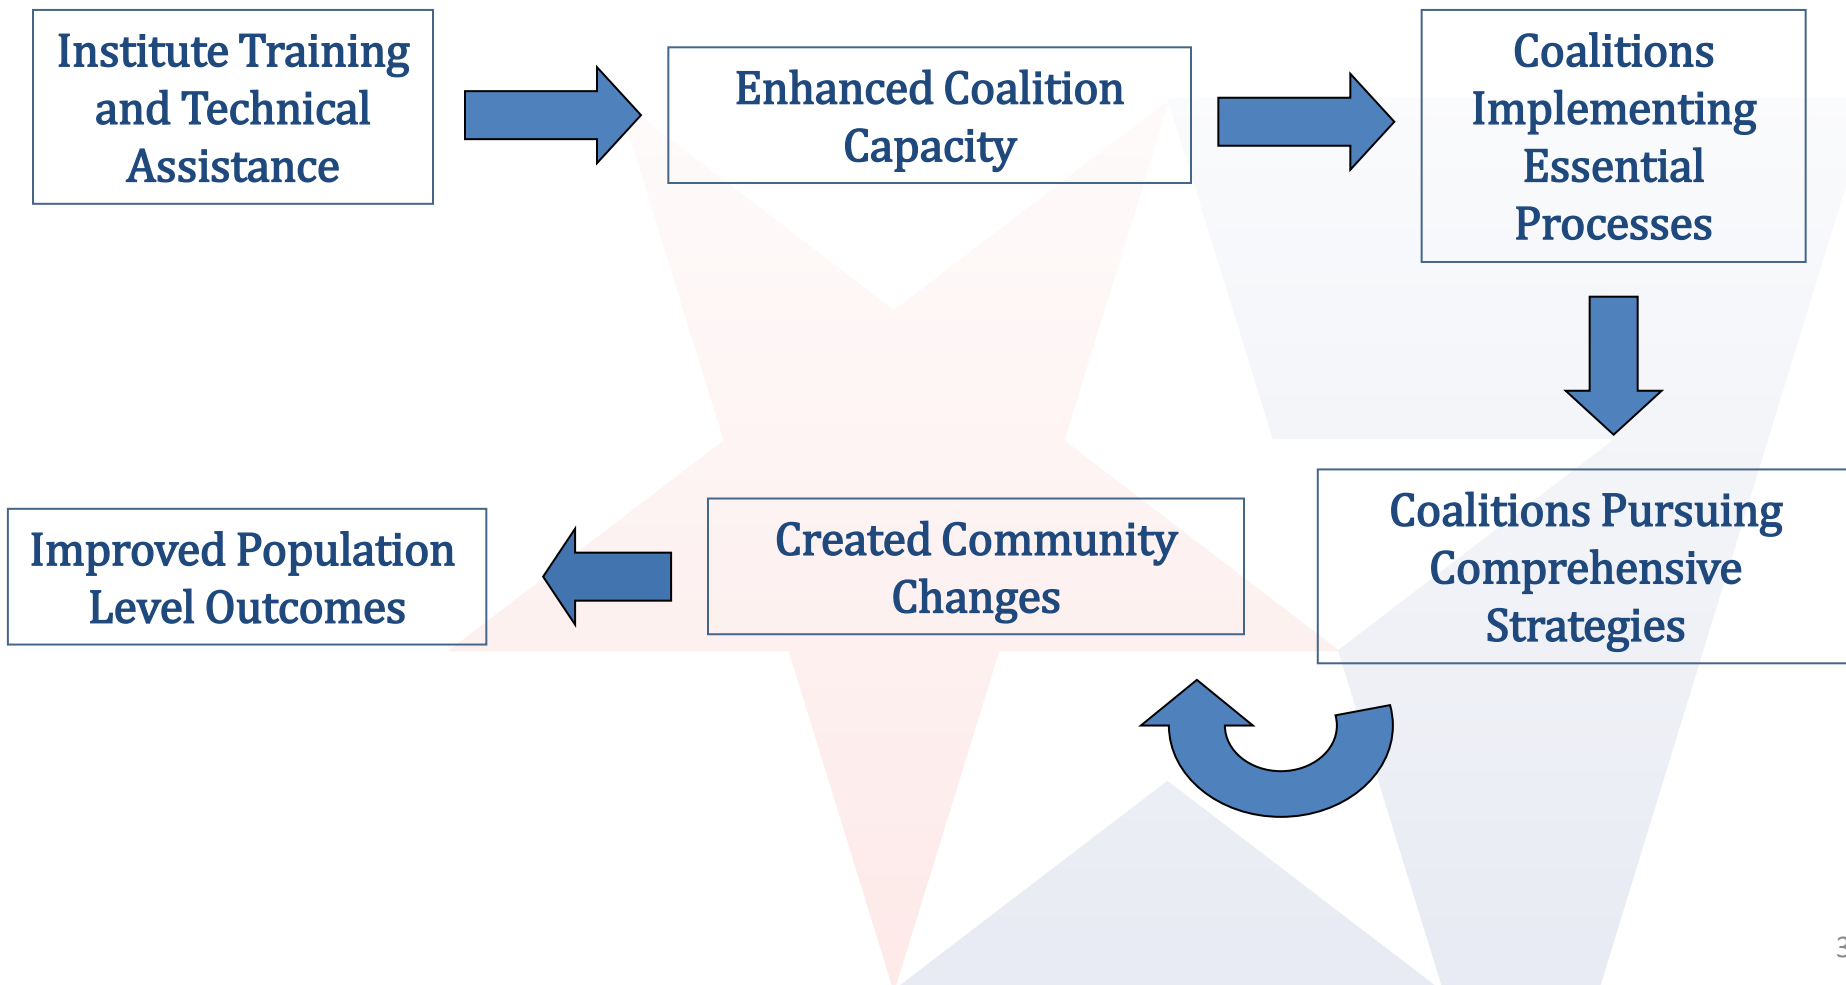 Institute Training
and Technical
Assistance
Enhanced Coalition
Capacity
Coalitions
Implementing
Essential
Processes
Coalitions Pursuing
Comprehensive
Strategies
Created Community
Changes
Improved Population
Level Outcomes
3